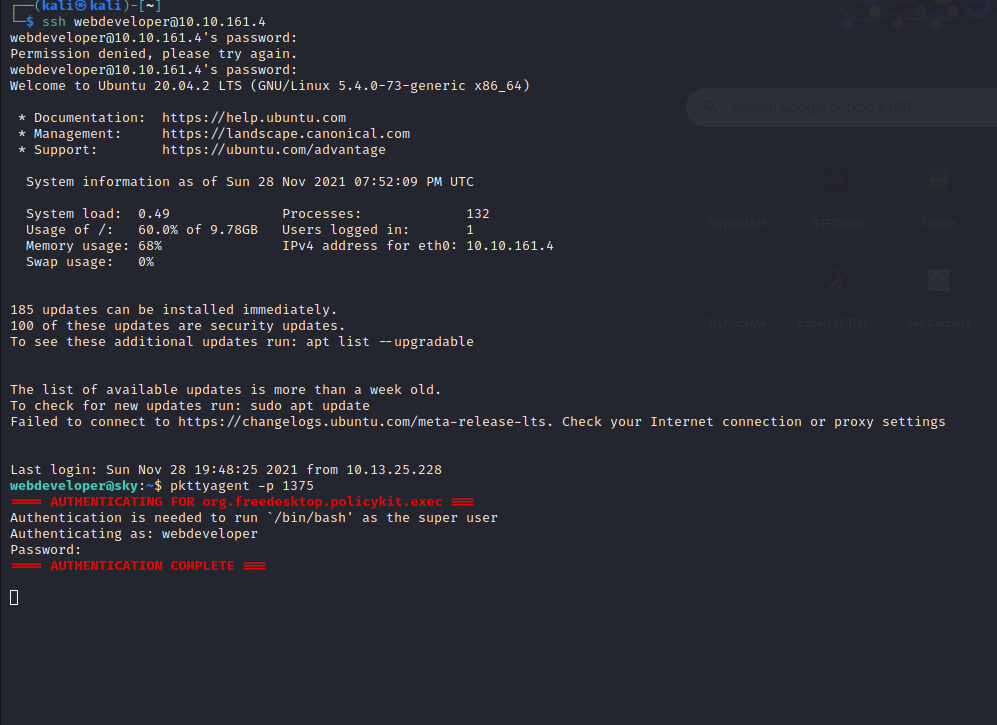 ┌──(kali㉿kali)-[~]
└─$ ssh webdeveloper@10.10.161.4
webdeveloper@10.10.161.4's password:
Permission denied, please try again.
webdeveloper@10.10.161.4's password:
Welcome to Ubuntu 20.04.2 LTS (GNU/Linux 5.4.0-73-generic x86_64)
* Documentation:  https://help.ubuntu.com
* Management:     https://landscape.canonical.com
* Support:        https://ubuntu.com/advantage
System information as of Sun 28 Nov 2021 07:52:09 PM UTC
System load:  0.49              Processes:             132
Usage of /:   60.0% of 9.78GB   Users logged in:       1
Memory usage: 68%               IPv4 address for eth0: 10.10.161.4
Swap usage:   0%
185 updates can be installed immediately.
100 of these updates are security updates.
To see these additional updates run: apt list --upgradable
The list of available updates is more than a week old.
To check for new updates run: sudo apt update
Failed to connect to https://changelogs.ubuntu.com/meta-release-lts. Check your Internet connection or proxy settings
Last login: Sun Nov 28 19:48:25 2021 from 10.13.25.228
webdeveloper@sky:~$ pkttyagent -p 1375
==== AUTHENTICATING FOR org.freedesktop.policykit.exec ===
Authentication is needed to run `/bin/bash' as the super user
Authenticating as: webdeveloper
Password:
==== AUTHENTICATION COMPLETE ===
Search Google or type a URL
TryHackMe
GTFOBins
Online
TryHackMe
Expert IT Trai...
Sky Courses